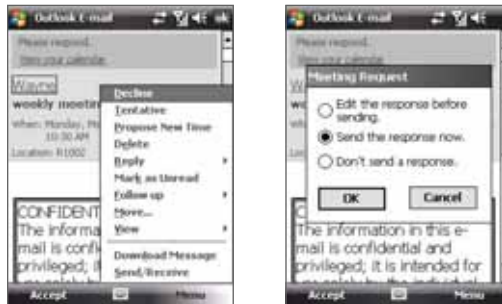 Outlook E-mail
ok
Please respond.
View your calendar.
Wayne
weekly meetin
When: Monday, M
10:30 AM
Location: R1002
Decline
Tentative
Propose New Time
Delete
Reply
Mark as Unread
Follow up
Move...
View
Download Message
Send/Receive
CONFIDENT
The informa
mail is confi
privileged; i
Accept
Menu
Outlook E-mail
ok
Please respond.
View your calendar.
Meeting Request
Edit the response before
sending.
Send the response now.
Don't send a response.
OK
Cancel
The information in this e-
mail is confidential and
privileged; it is intended for
Accept
Menu